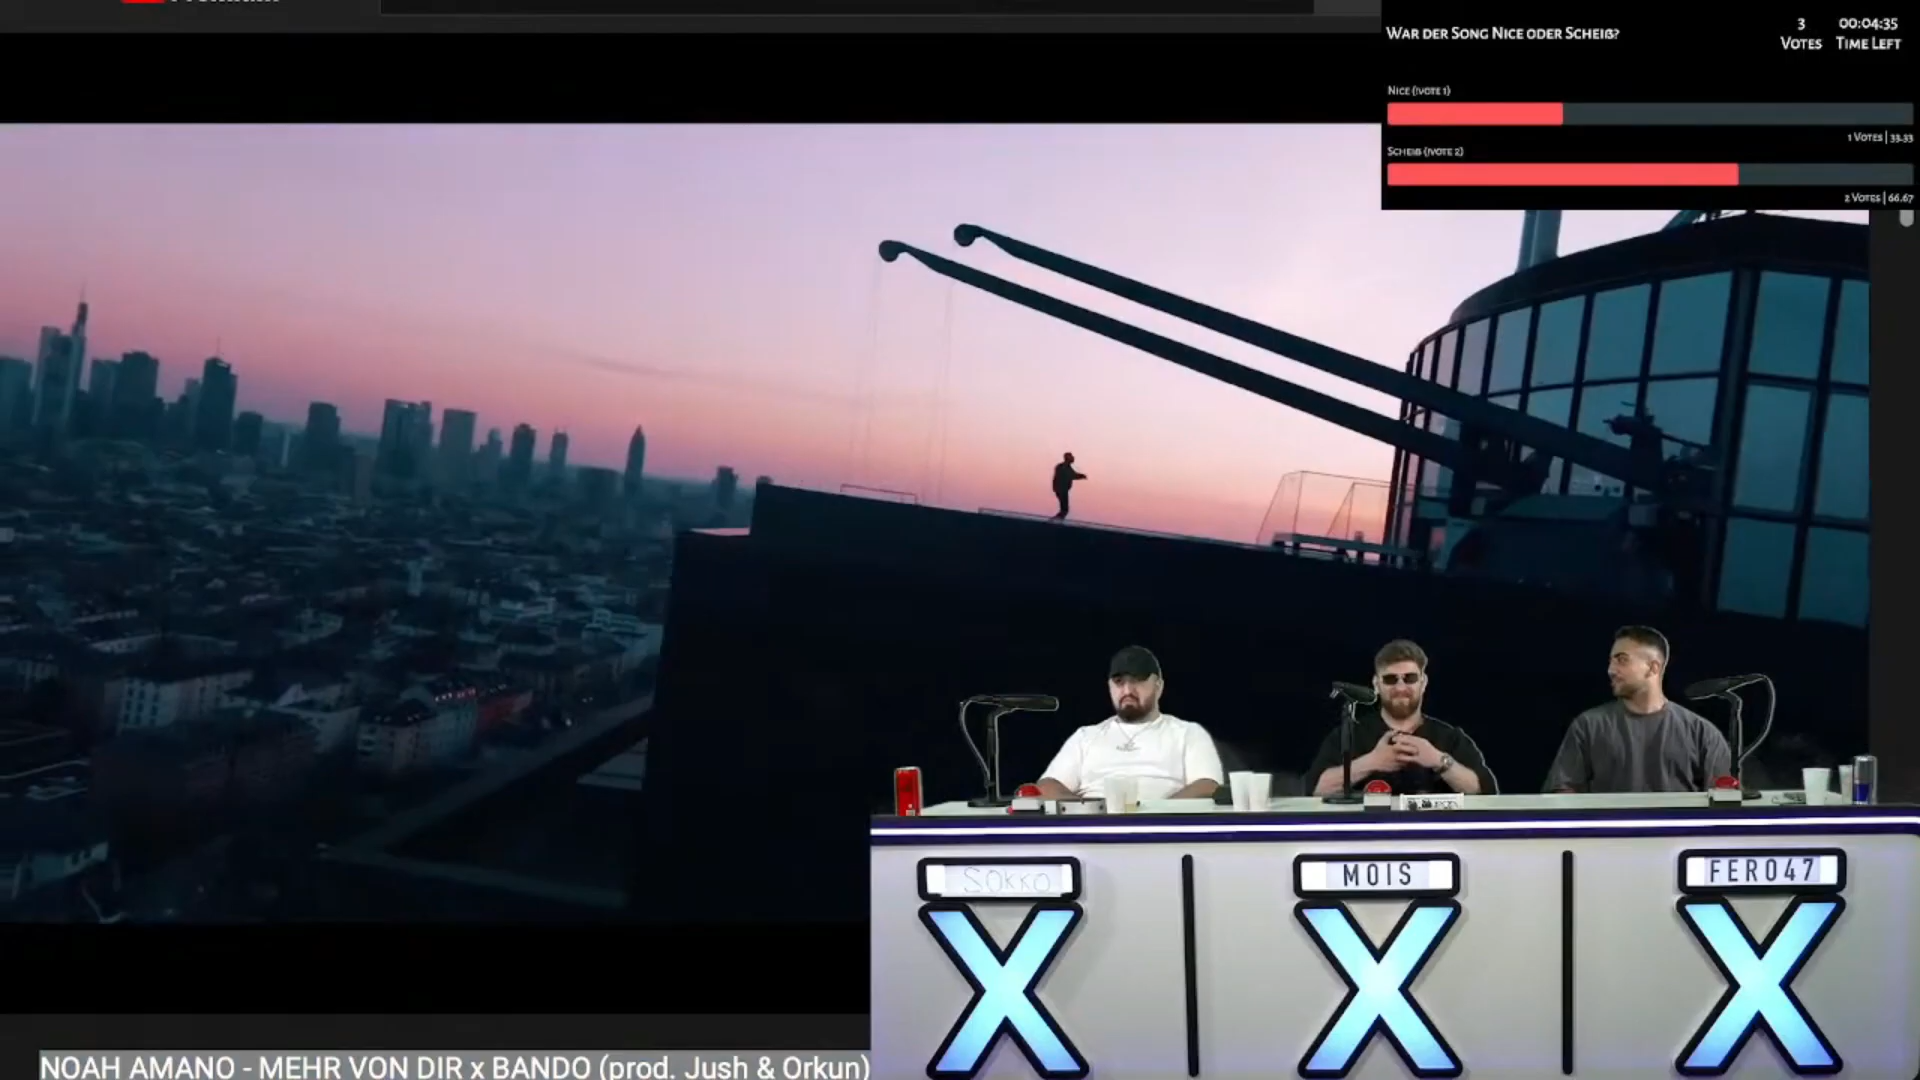 Premium
War der Song Nice oder Scheiß?
3
Votes
00:04:35
Time Left
Nice (!vote 1)
1 Votes | 33.33
Scheiß (!vote 2)
2 Votes | 66.67
SOKKO
MOIS
FERO47
X
X
X
NOAH AMANO - MEHR VON DIR x BANDO (prod. Jush & Orkun)